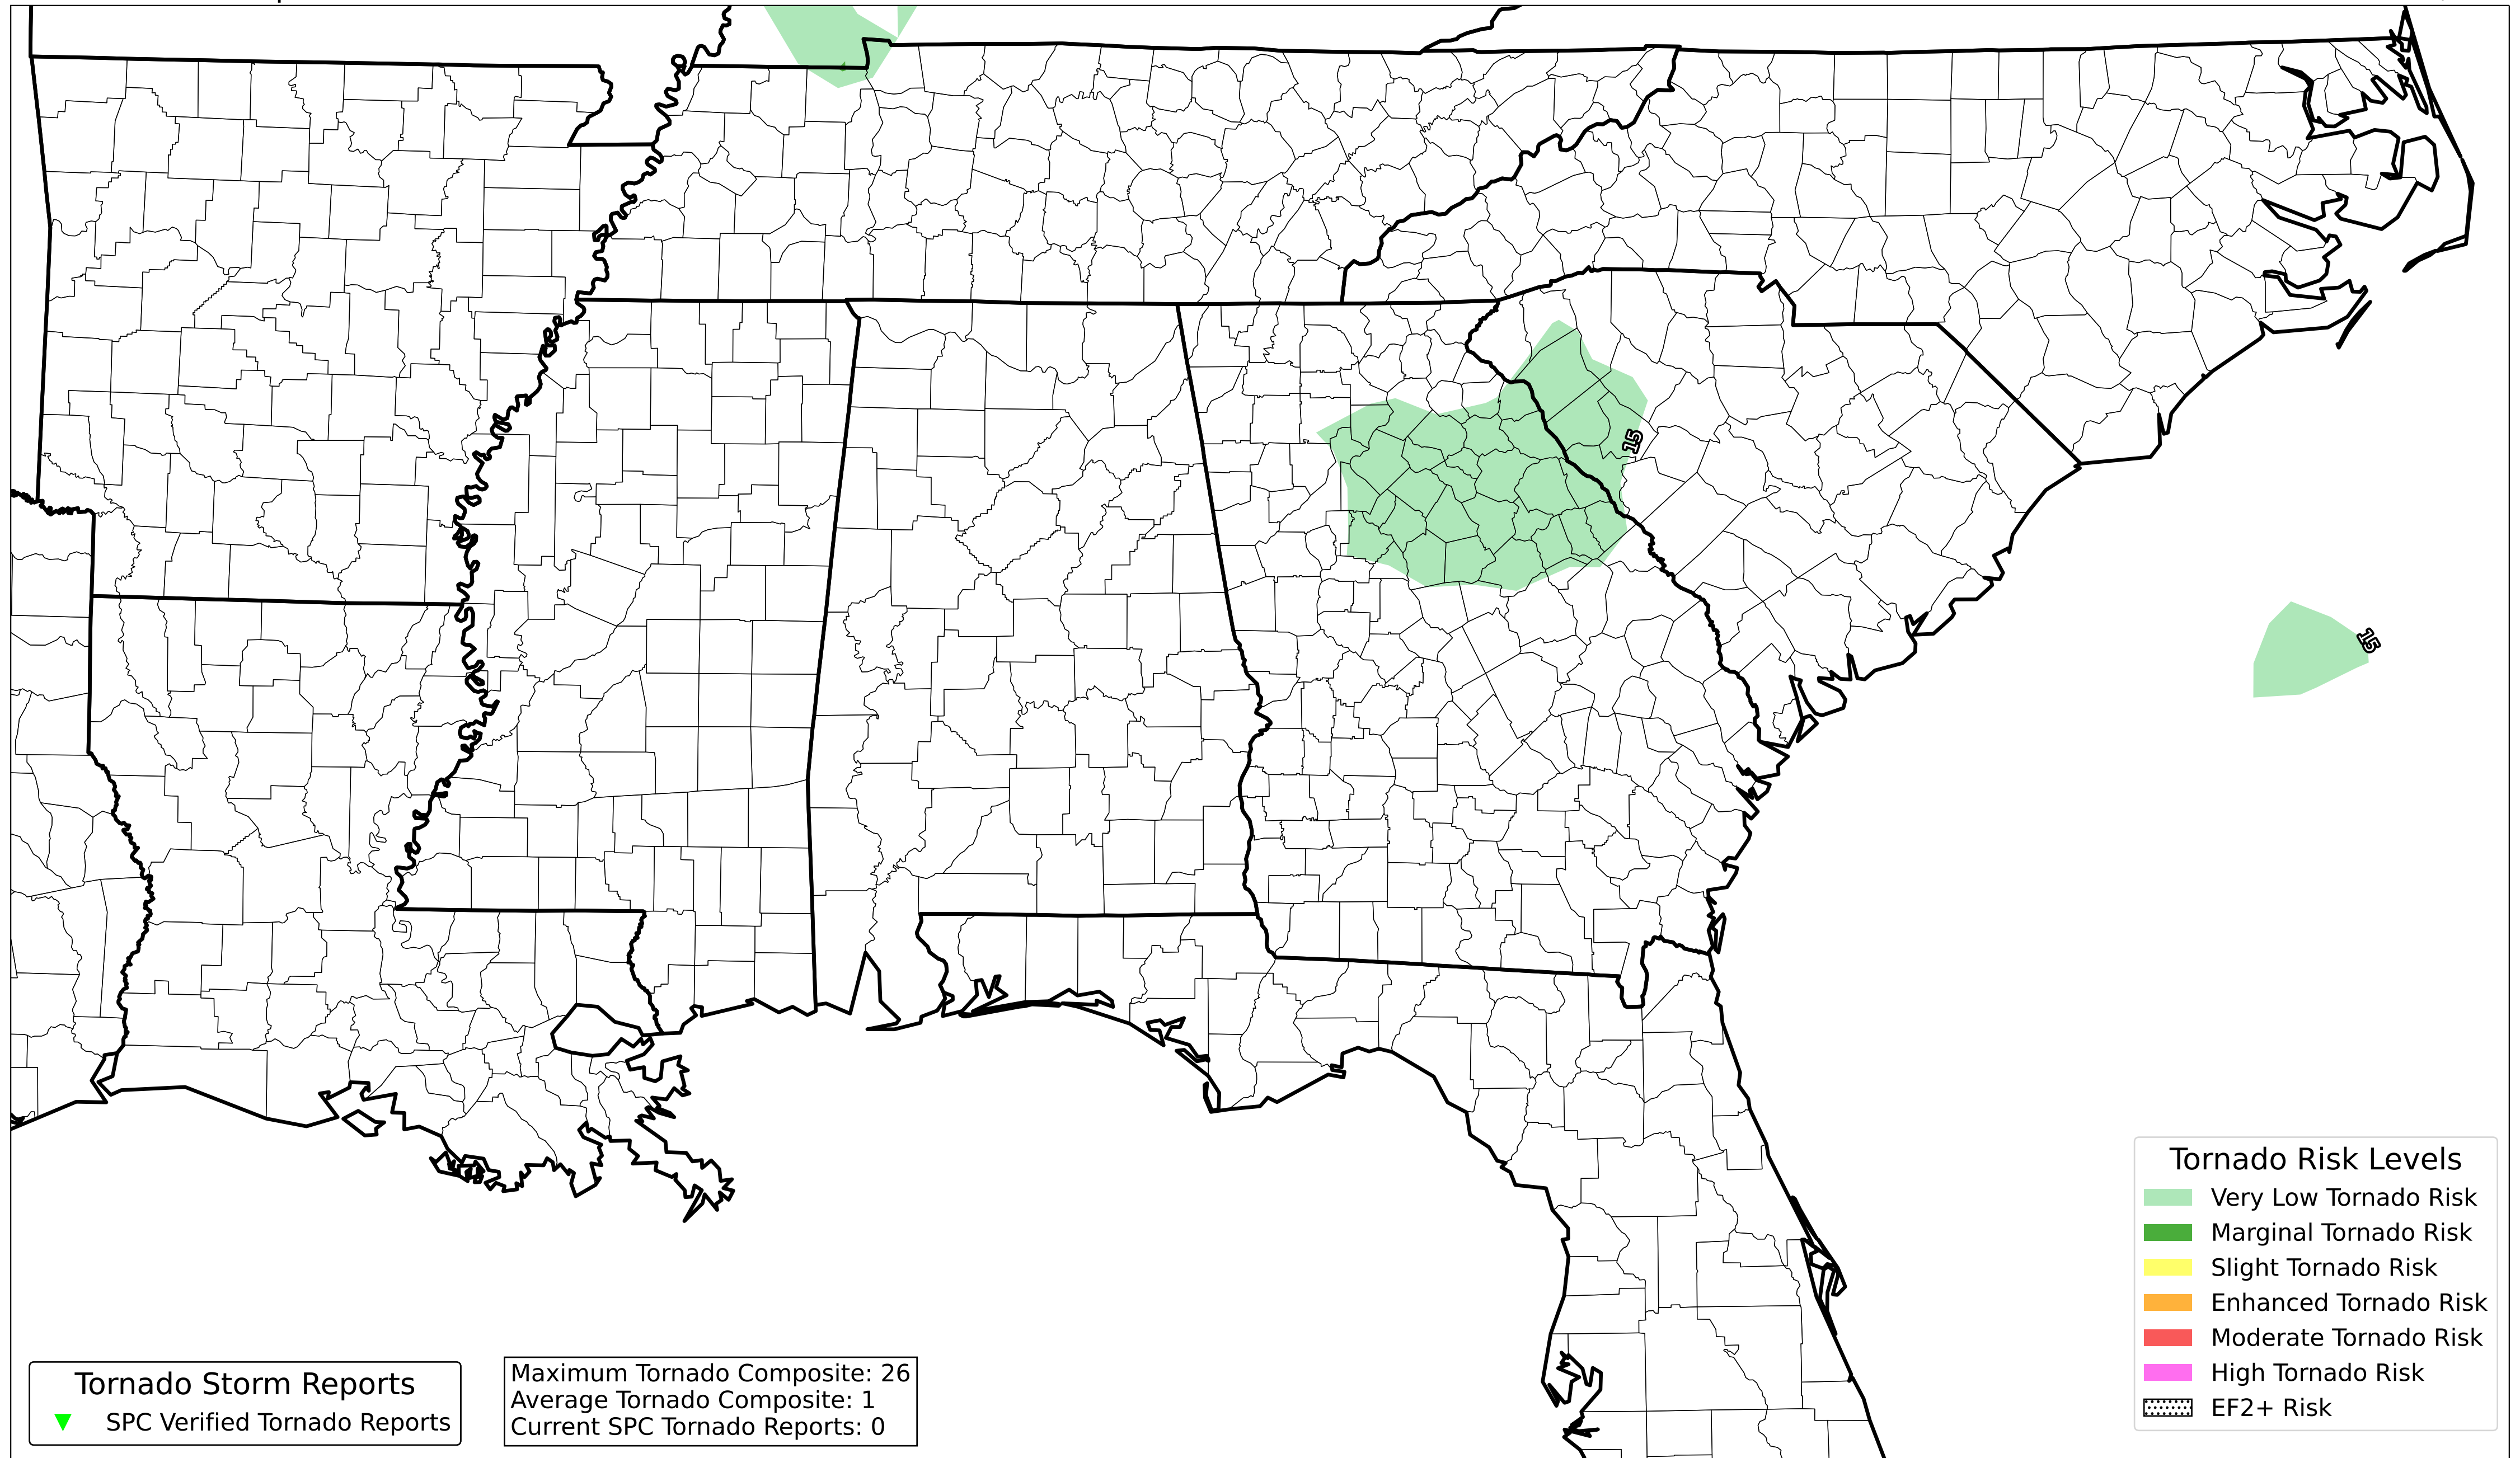 15
15
Tornado Risk Levels
Very Low Tornado Risk
Marginal Tornado Risk
Slight Tornado Risk
Enhanced Tornado Risk
Moderate Tornado Risk
High Tornado Risk
EF2+ Risk
Tornado Storm Reports
SPC Verified Tornado Reports
Maximum Tornado Composite: 26
Average Tornado Composite: 1
Current SPC Tornado Reports: 0